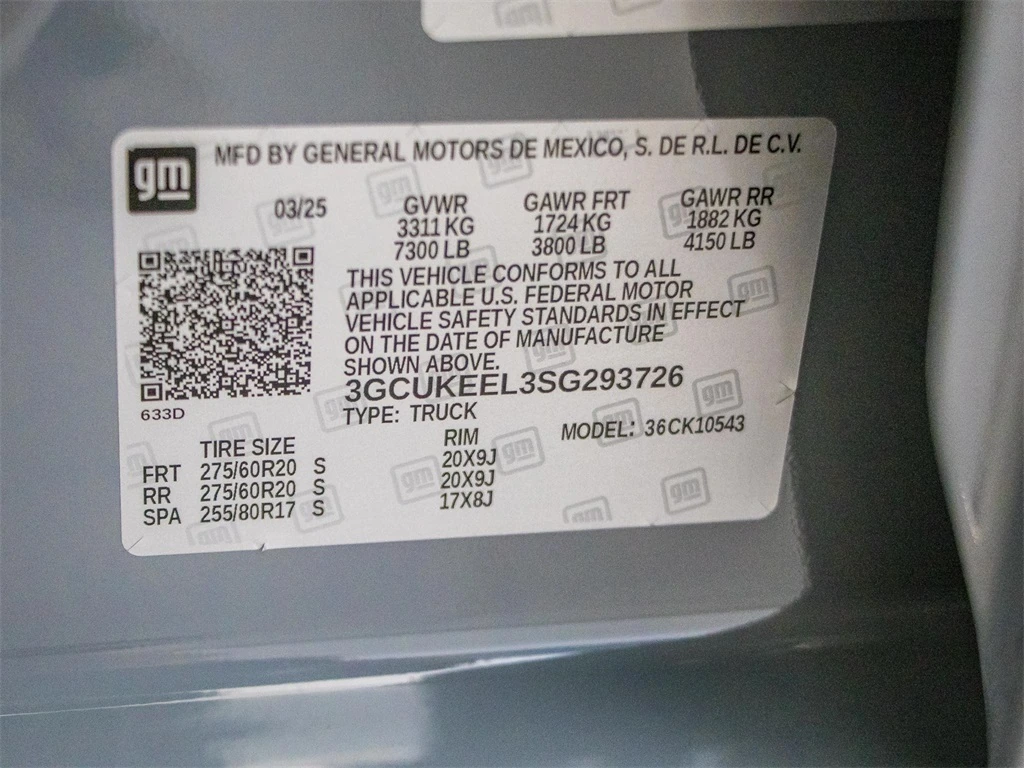 gm
MFD BY GENERAL MOTORS DE MEXICO, S. DE R.L. DE C.V.
03/25 GVWR GAWR FRT GAWR RR
3311 KG 1724 KG 1882 KG
7300 LB 3800 LB 4150 LB
THIS VEHICLE CONFORMS TO ALL
APPLICABLE U.S. FEDERAL MOTOR
VEHICLE SAFETY STANDARDS IN EFFECT
ON THE DATE OF MANUFACTURE
SHOWN ABOVE.
3GCUKEEL3SG293726
633D
TYPE: TRUCK
MODEL: 36CK10543
TIRE SIZE RIM
FRT 275/60R20 S 20X9J
RR 275/60R20 S 20X9J
SPA 255/80R17 S 17X8J